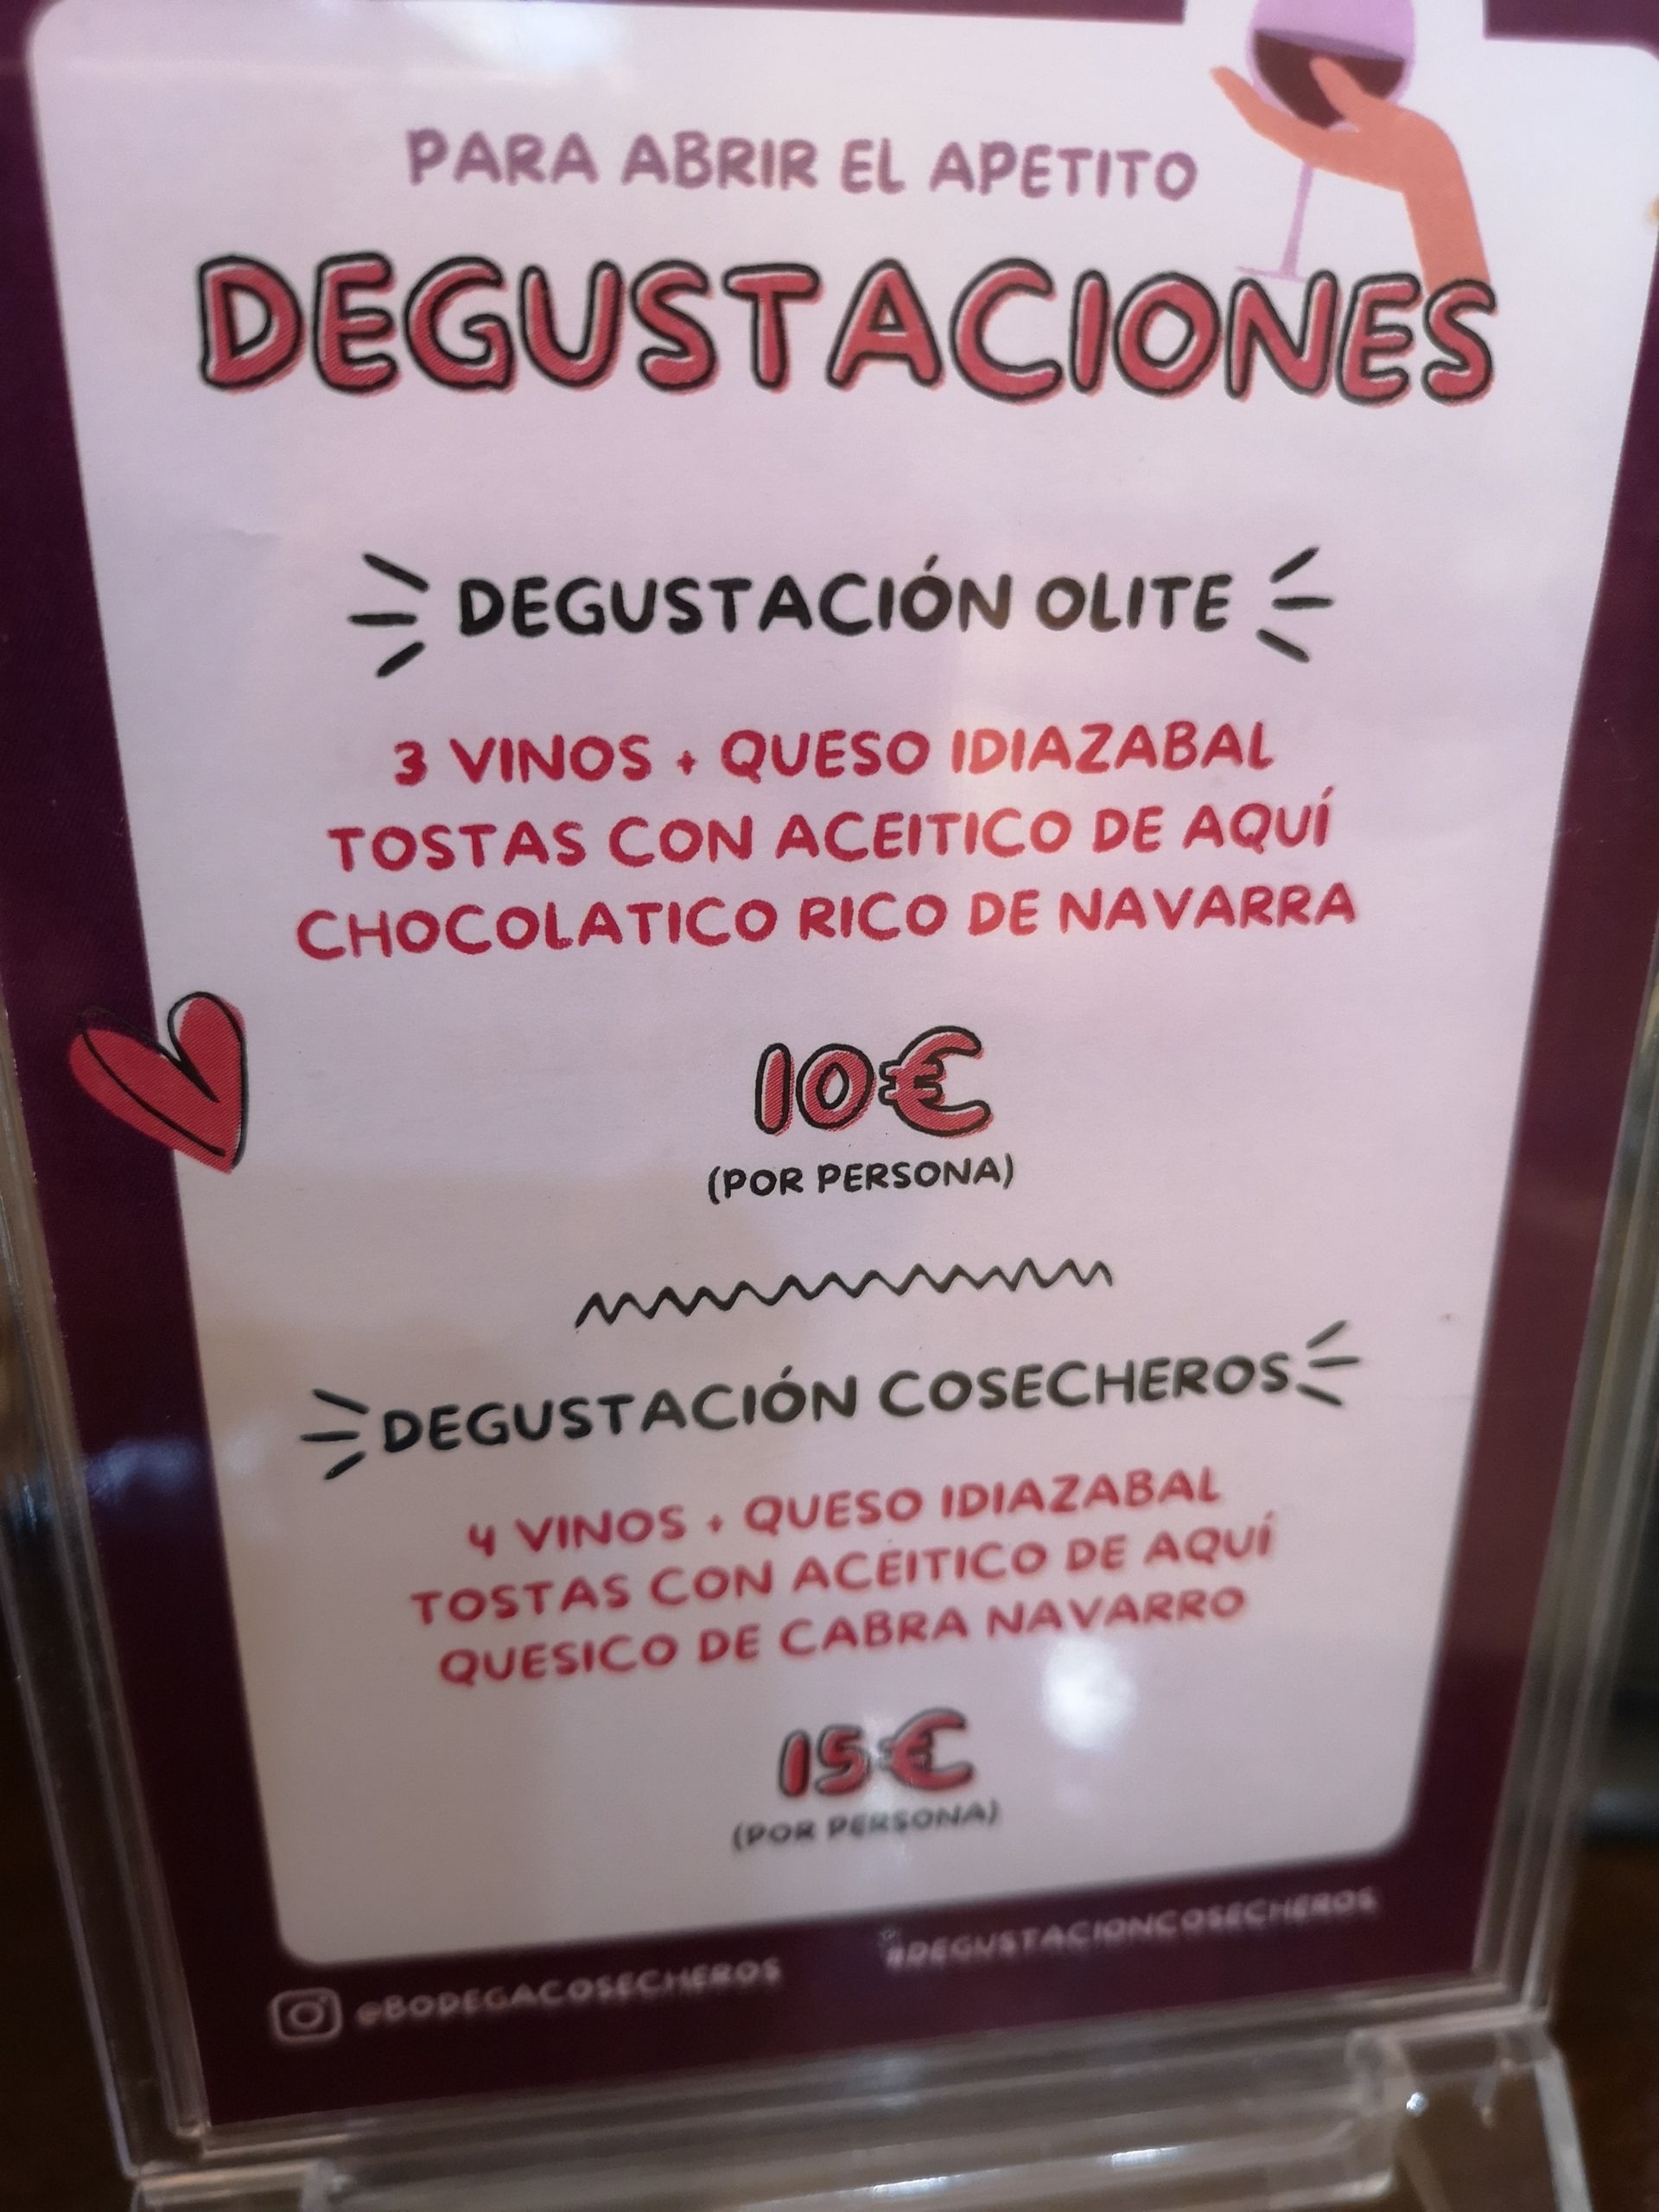 PARA ABRIR EL APETITO
DEGUSTACIONES
DEGUSTACIÓN OLITE
3 VINOS + QUESO IDIAZABAL
TOSTAS CON ACEITICO DE AQUÍ
CHOCOLATICO RICO DE NAVARRA
10€
(POR PERSONA)
DEGUSTACIÓN COSECHEROS
4 VINOS + QUESO IDIAZABAL
TOSTAS CON ACEITICO DE AQUÍ
QUESICO DE CABRA NAVARRO
15€
(POR PERSONA)
@BODEGACOSECHEROS
#DEGUSTACIONCOSECHEROS